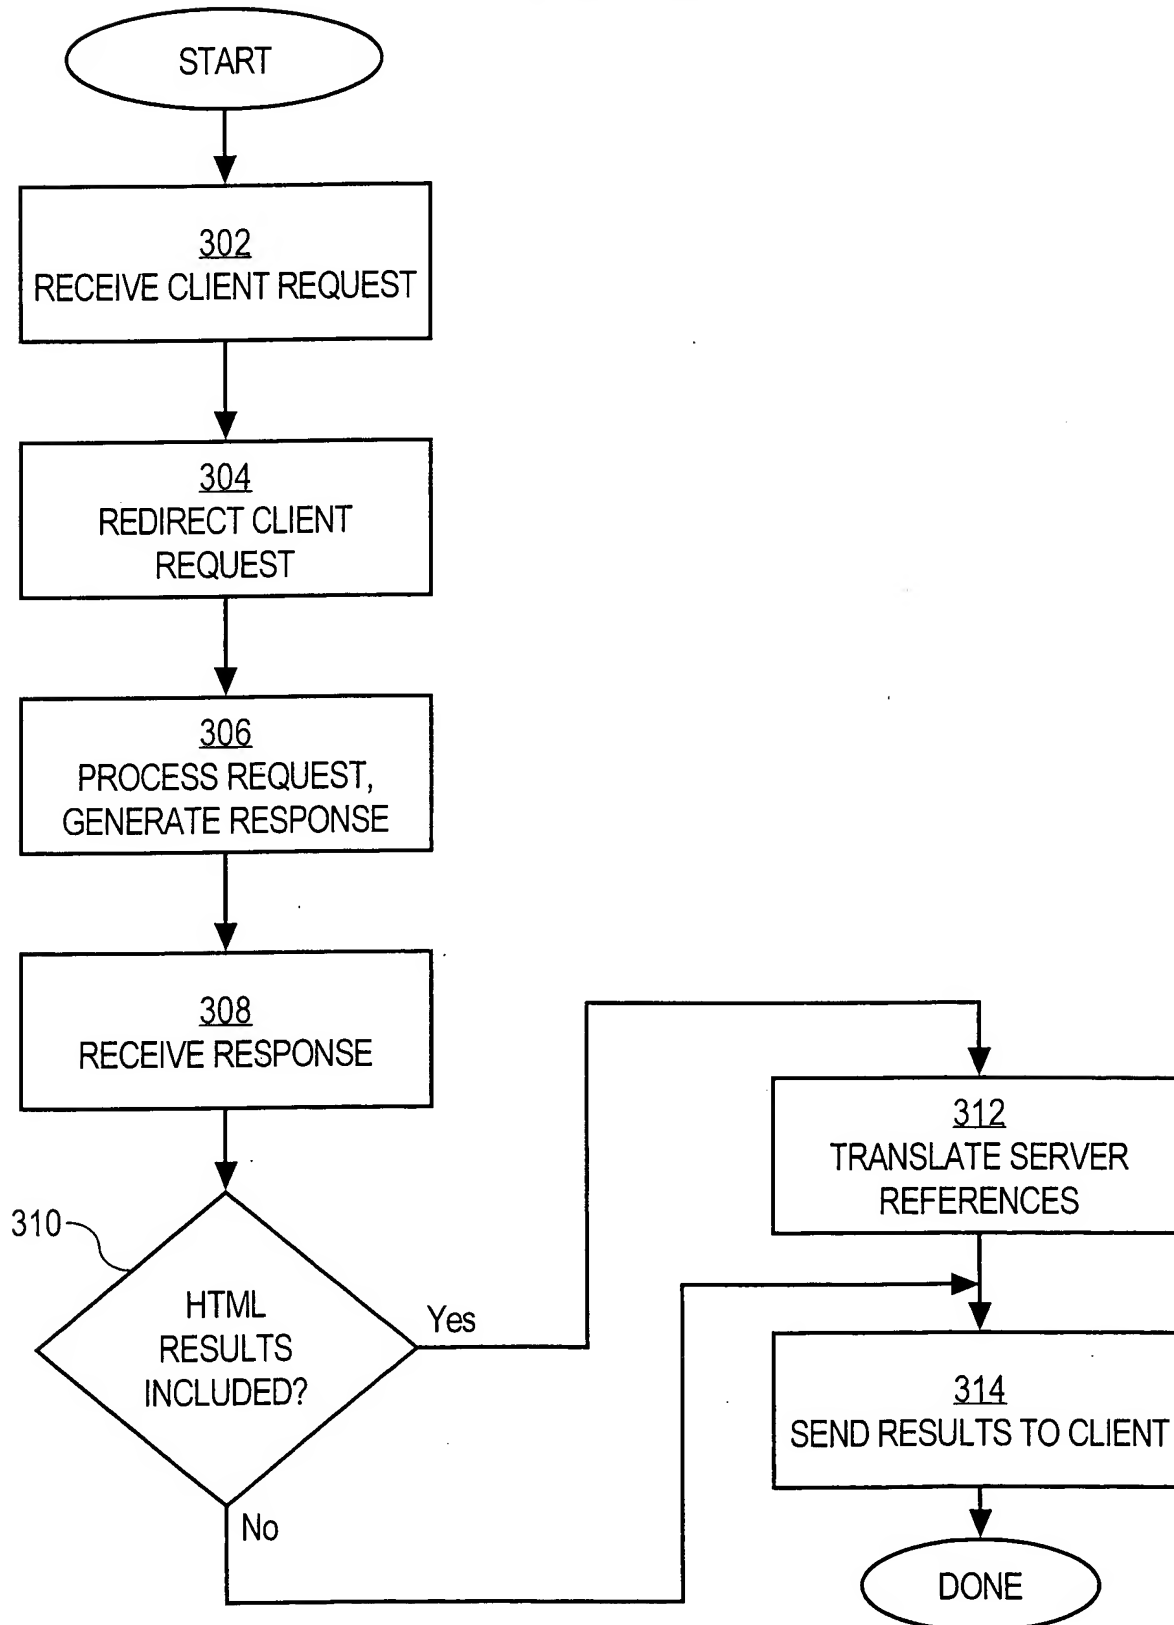 START
302
RECEIVE CLIENT REQUEST
304
REDIRECT CLIENT
REQUEST
306
PROCESS REQUEST,
GENERATE RESPONSE
308
RECEIVE RESPONSE
310
HTML
RESULTS
INCLUDED?
Yes
No
312
TRANSLATE SERVER
REFERENCES
314
SEND RESULTS TO CLIENT
DONE